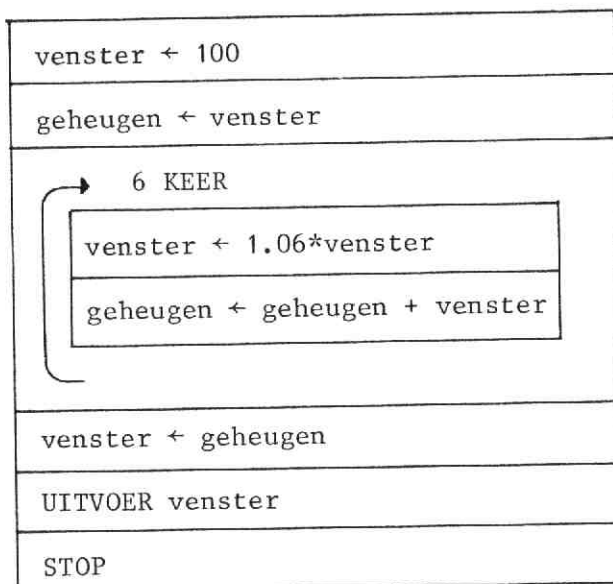 venster ← 100
geheugen ← venster
6 KEER
venster ← 1.06*venster
geheugen ← geheugen + venster
venster ← geheugen
UITVOER venster
STOP